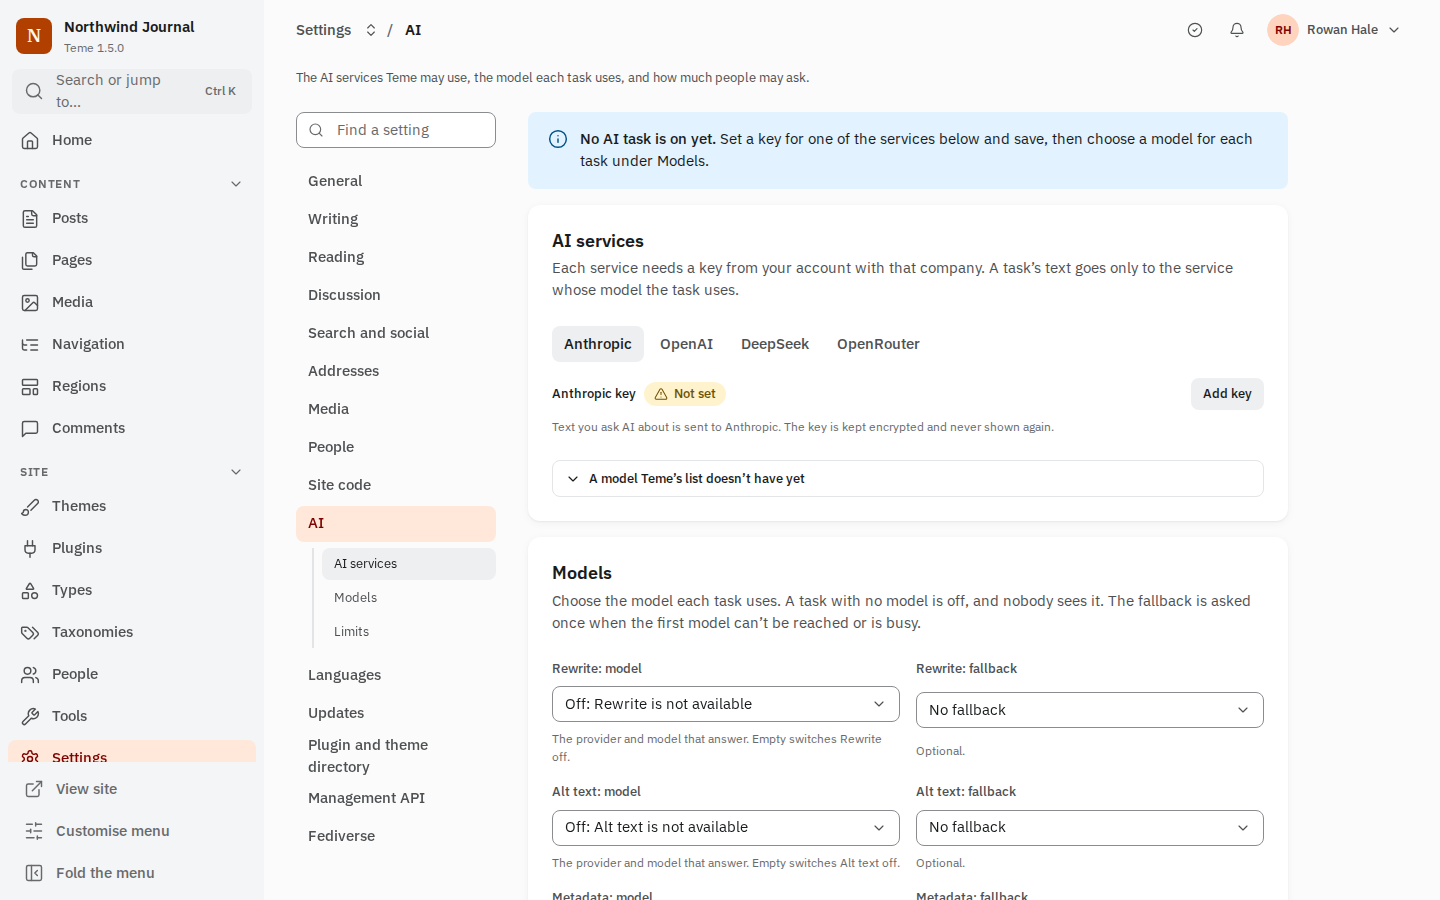 N
Northwind Journal
Teme 1.5.0
Search or jump
to...
Ctrl K
Home
CONTENT
Posts
Pages
Media
Navigation
Regions
Comments
SITE
Themes
Plugins
Types
Taxonomies
People
Tools
Settings
View site
Customise menu
Fold the menu
Settings / AI
RH
Rowan Hale
The AI services Teme may use, the model each task uses, and how much people may ask.
Find a setting
General
Writing
Reading
Discussion
Search and social
Addresses
Media
People
Site code
AI
AI services
Models
Limits
Languages
Updates
Plugin and theme
directory
Management API
Fediverse
No AI task is on yet. Set a key for one of the services below and save, then choose a model for each
task under Models.
AI services
Each service needs a key from your account with that company. A task’s text goes only to the service
whose model the task uses.
Anthropic
OpenAI
DeepSeek
OpenRouter
Anthropic key
Not set
Add key
Text you ask AI about is sent to Anthropic. The key is kept encrypted and never shown again.
A model Teme’s list doesn’t have yet
Models
Choose the model each task uses. A task with no model is off, and nobody sees it. The fallback is asked
once when the first model can’t be reached or is busy.
Rewrite: model
Rewrite: fallback
Off: Rewrite is not available
No fallback
The provider and model that answer. Empty switches Rewrite
off.
Optional.
Alt text: model
Alt text: fallback
Off: Alt text is not available
No fallback
The provider and model that answer. Empty switches Alt text off.
Optional.
Metadata: model
Metadata: fallback